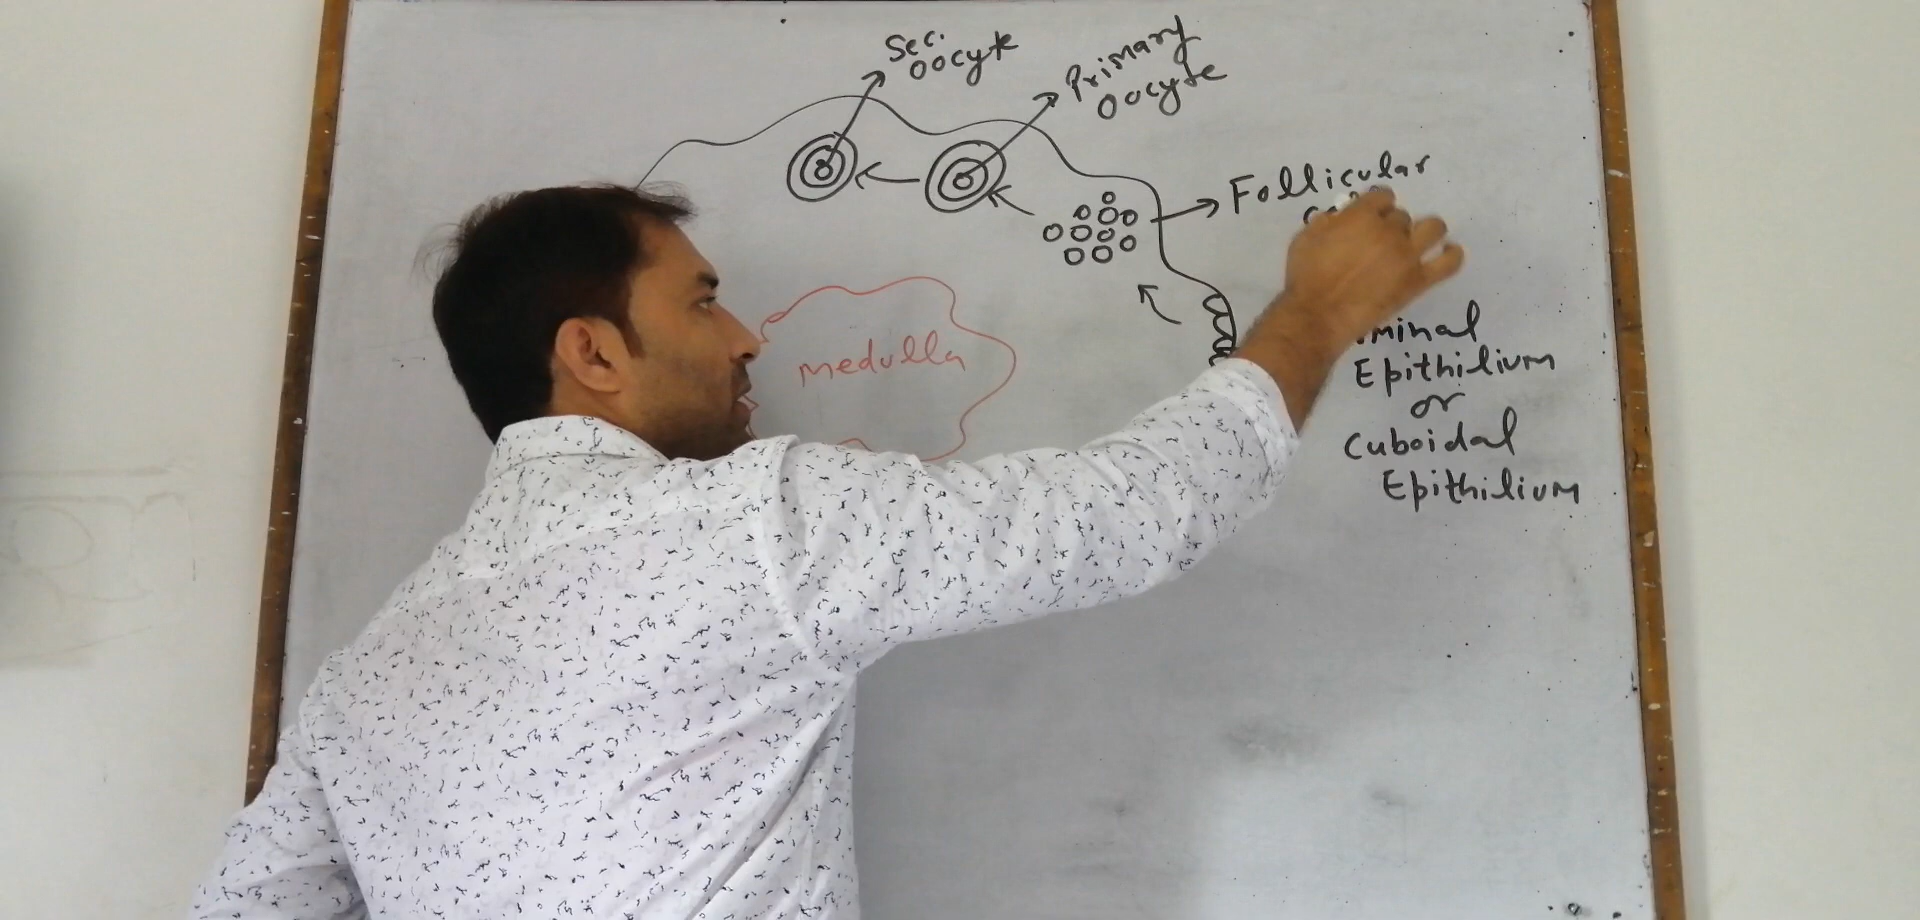 Sec.
oocyte
Primary
oocyte
Follicular
medulla
Epithilium
or
Cuboidal
Epithilium